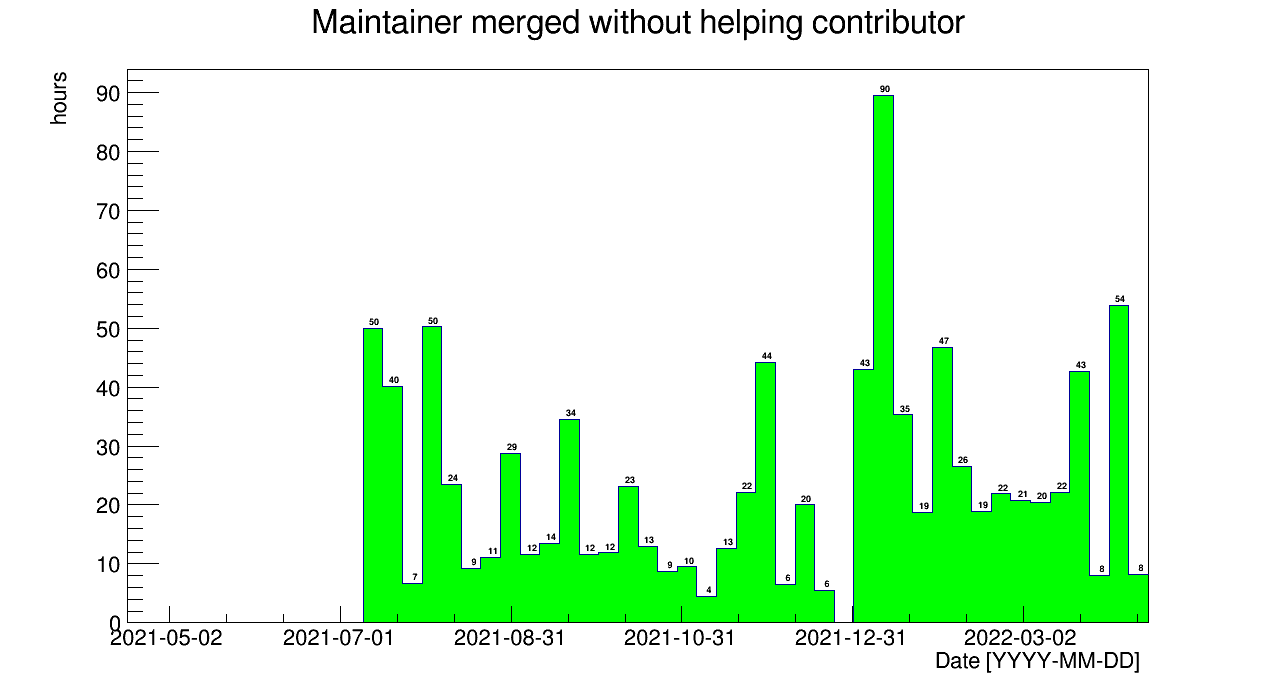 Maintainer merged without helping contributor
hours
90
80
70
60
50
40
30
20
10
0
50 40 7 50 24 9 11 29 12 14 34 12 12 23 13 9 10 4 13 22 44 6 20 6 43 90 35 19 47 26 19 22 21 20 22 43 8 54 8
2021-05-02 2021-07-01 2021-08-31 2021-10-31 2021-12-31 2022-03-02
Date [YYYY-MM-DD]